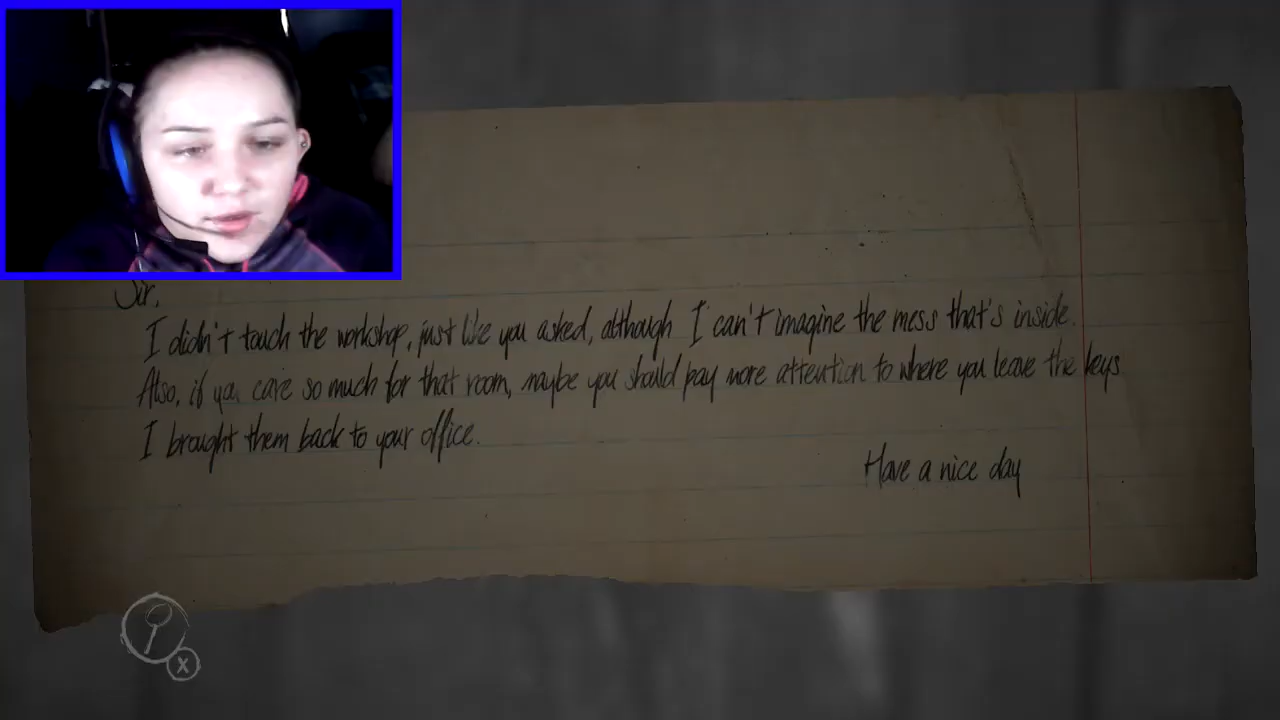 Sir,
I didn't touch the workshop, just like you asked, although I can't imagine the mess that's inside.
Also, if you care so much for that room, maybe you should pay more attention to where you leave the keys
I brought them back to your office.
Have a nice day
X